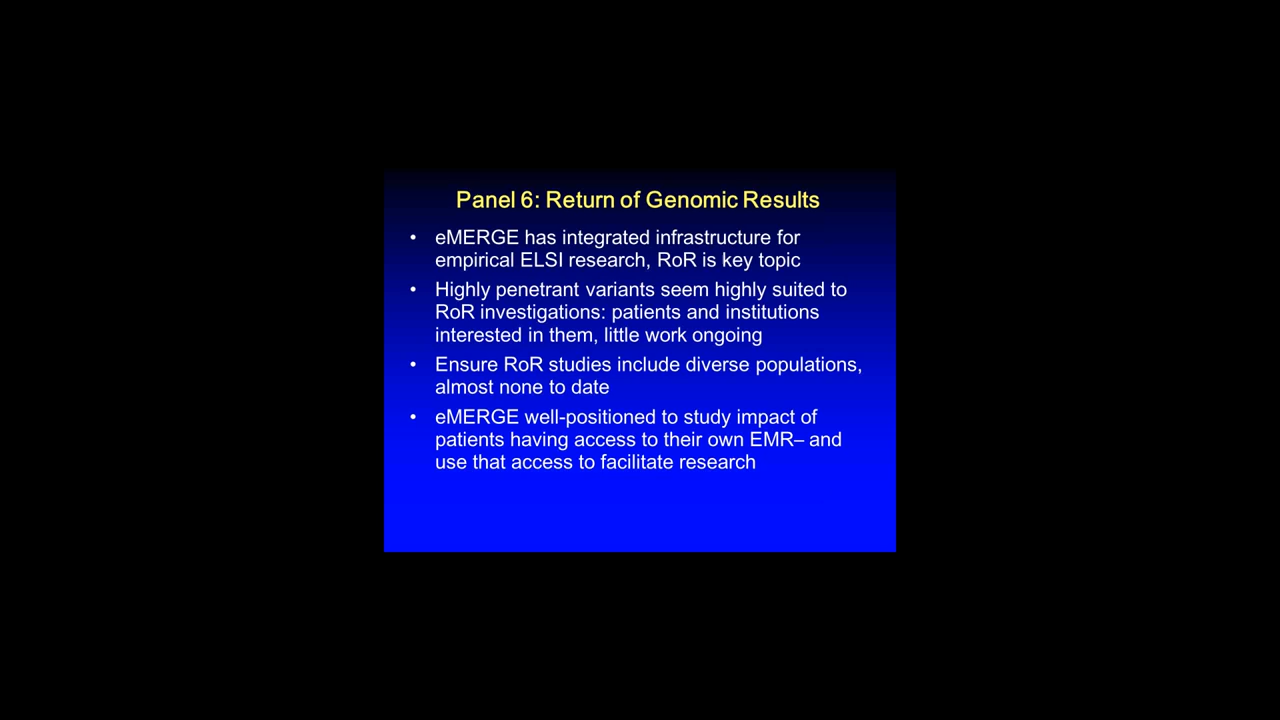 Panel 6: Return of Genomic Results
• eMERGE has integrated infrastructure for
empirical ELSI research, RoR is key topic
• Highly penetrant variants seem highly suited to
RoR investigations: patients and institutions
interested in them, little work ongoing
• Ensure RoR studies include diverse populations,
almost none to date
• eMERGE well-positioned to study impact of
patients having access to their own EMR– and
use that access to facilitate research